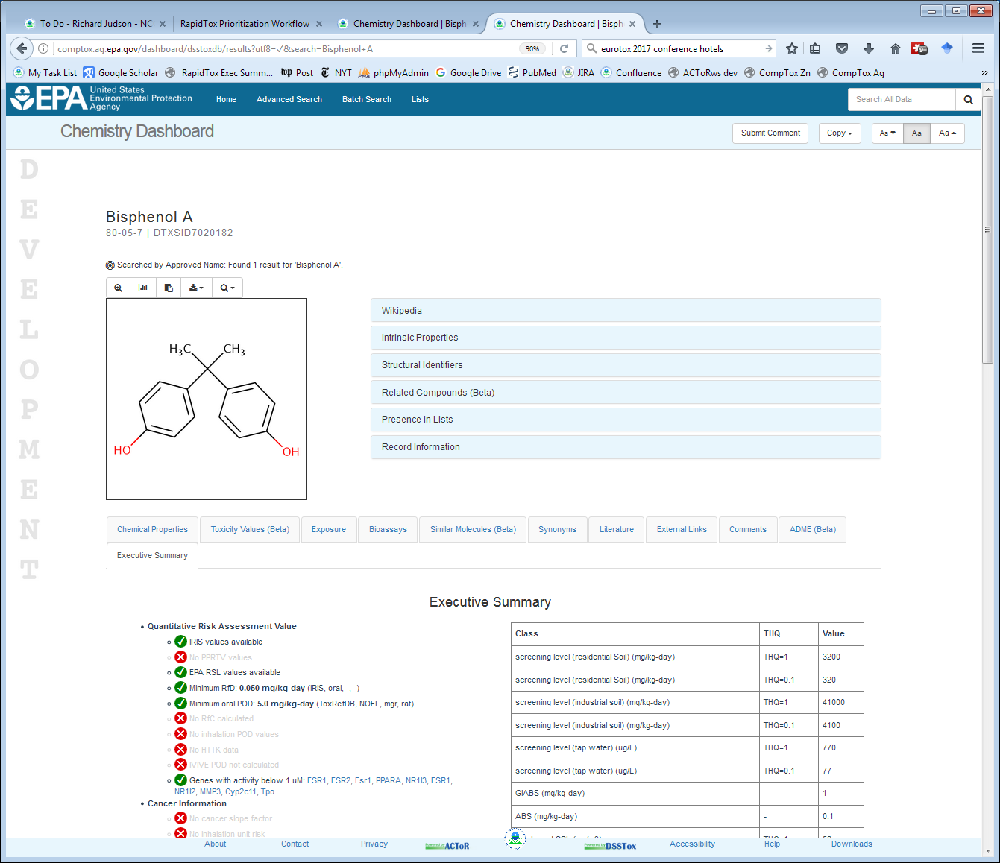 To Do - Richard Judson - NC
RapidTox Prioritization Workflow
Chemistry Dashboard | Bisph
Chemistry Dashboard | Bisph
comptox.ag.epa.gov/dashboard/dsstoxdb/results?utf8=✓&search=Bisphenol+A
90%
eurotox 2017 conference hotels
9+
My Task List
Google Scholar
RapidTox Exec Summ...
wp Post
NYT
phpMyAdmin
Google Drive
PubMed
JIRA
Confluence
ACToRws dev
CompTox Zn
CompTox Ag
EPA
United States
Environmental Protection
Agency
Home
Advanced Search
Batch Search
Lists
Search All Data
Chemistry Dashboard
Submit Comment
Copy
Aa
Aa
Aa
DEVELOPMENT
Bisphenol A
80-05-7 | DTXSID7020182
Searched by Approved Name: Found 1 result for 'Bisphenol A'.
H3C
CH3
HO
OH
Wikipedia
Intrinsic Properties
Structural Identifiers
Related Compounds (Beta)
Presence in Lists
Record Information
Chemical Properties
Toxicity Values (Beta)
Exposure
Bioassays
Similar Molecules (Beta)
Synonyms
Literature
External Links
Comments
ADME (Beta)
Executive Summary
Executive Summary
• Quantitative Risk Assessment Value
IRIS values available
No PPRTV values
EPA RSL values available
Minimum RfD: 0.050 mg/kg-day (IRIS, oral, -, -)
Minimum oral POD: 5.0 mg/kg-day (ToxRefDB, NOEL, mgr, rat)
No RfC calculated
No inhalation POD values
No HTTK data
IVIVE POD not calculated
Genes with activity below 1 uM: ESR1, ESR2, Esr1, PPARA, NR1I3, ESR1,
NR1I2, MMP3, Cyp2c11, Tpo
• Cancer Information
No cancer slope factor
No inhalation unit risk
Class THQ Value
screening level (residential Soil) (mg/kg-day) THQ=1 3200
screening level (residential Soil) (mg/kg-day) THQ=0.1 320
screening level (industrial soil) (mg/kg-day) THQ=1 41000
screening level (industrial soil) (mg/kg-day) THQ=0.1 4100
screening level (tap water) (ug/L) THQ=1 770
screening level (tap water) (ug/L) THQ=0.1 77
GIABS (mg/kg-day) - 1
ABS (mg/kg-day) - 0.1
About
Contact
Privacy
Powered by ACToR
Powered by DSSTox
Accessibility
Help
Downloads